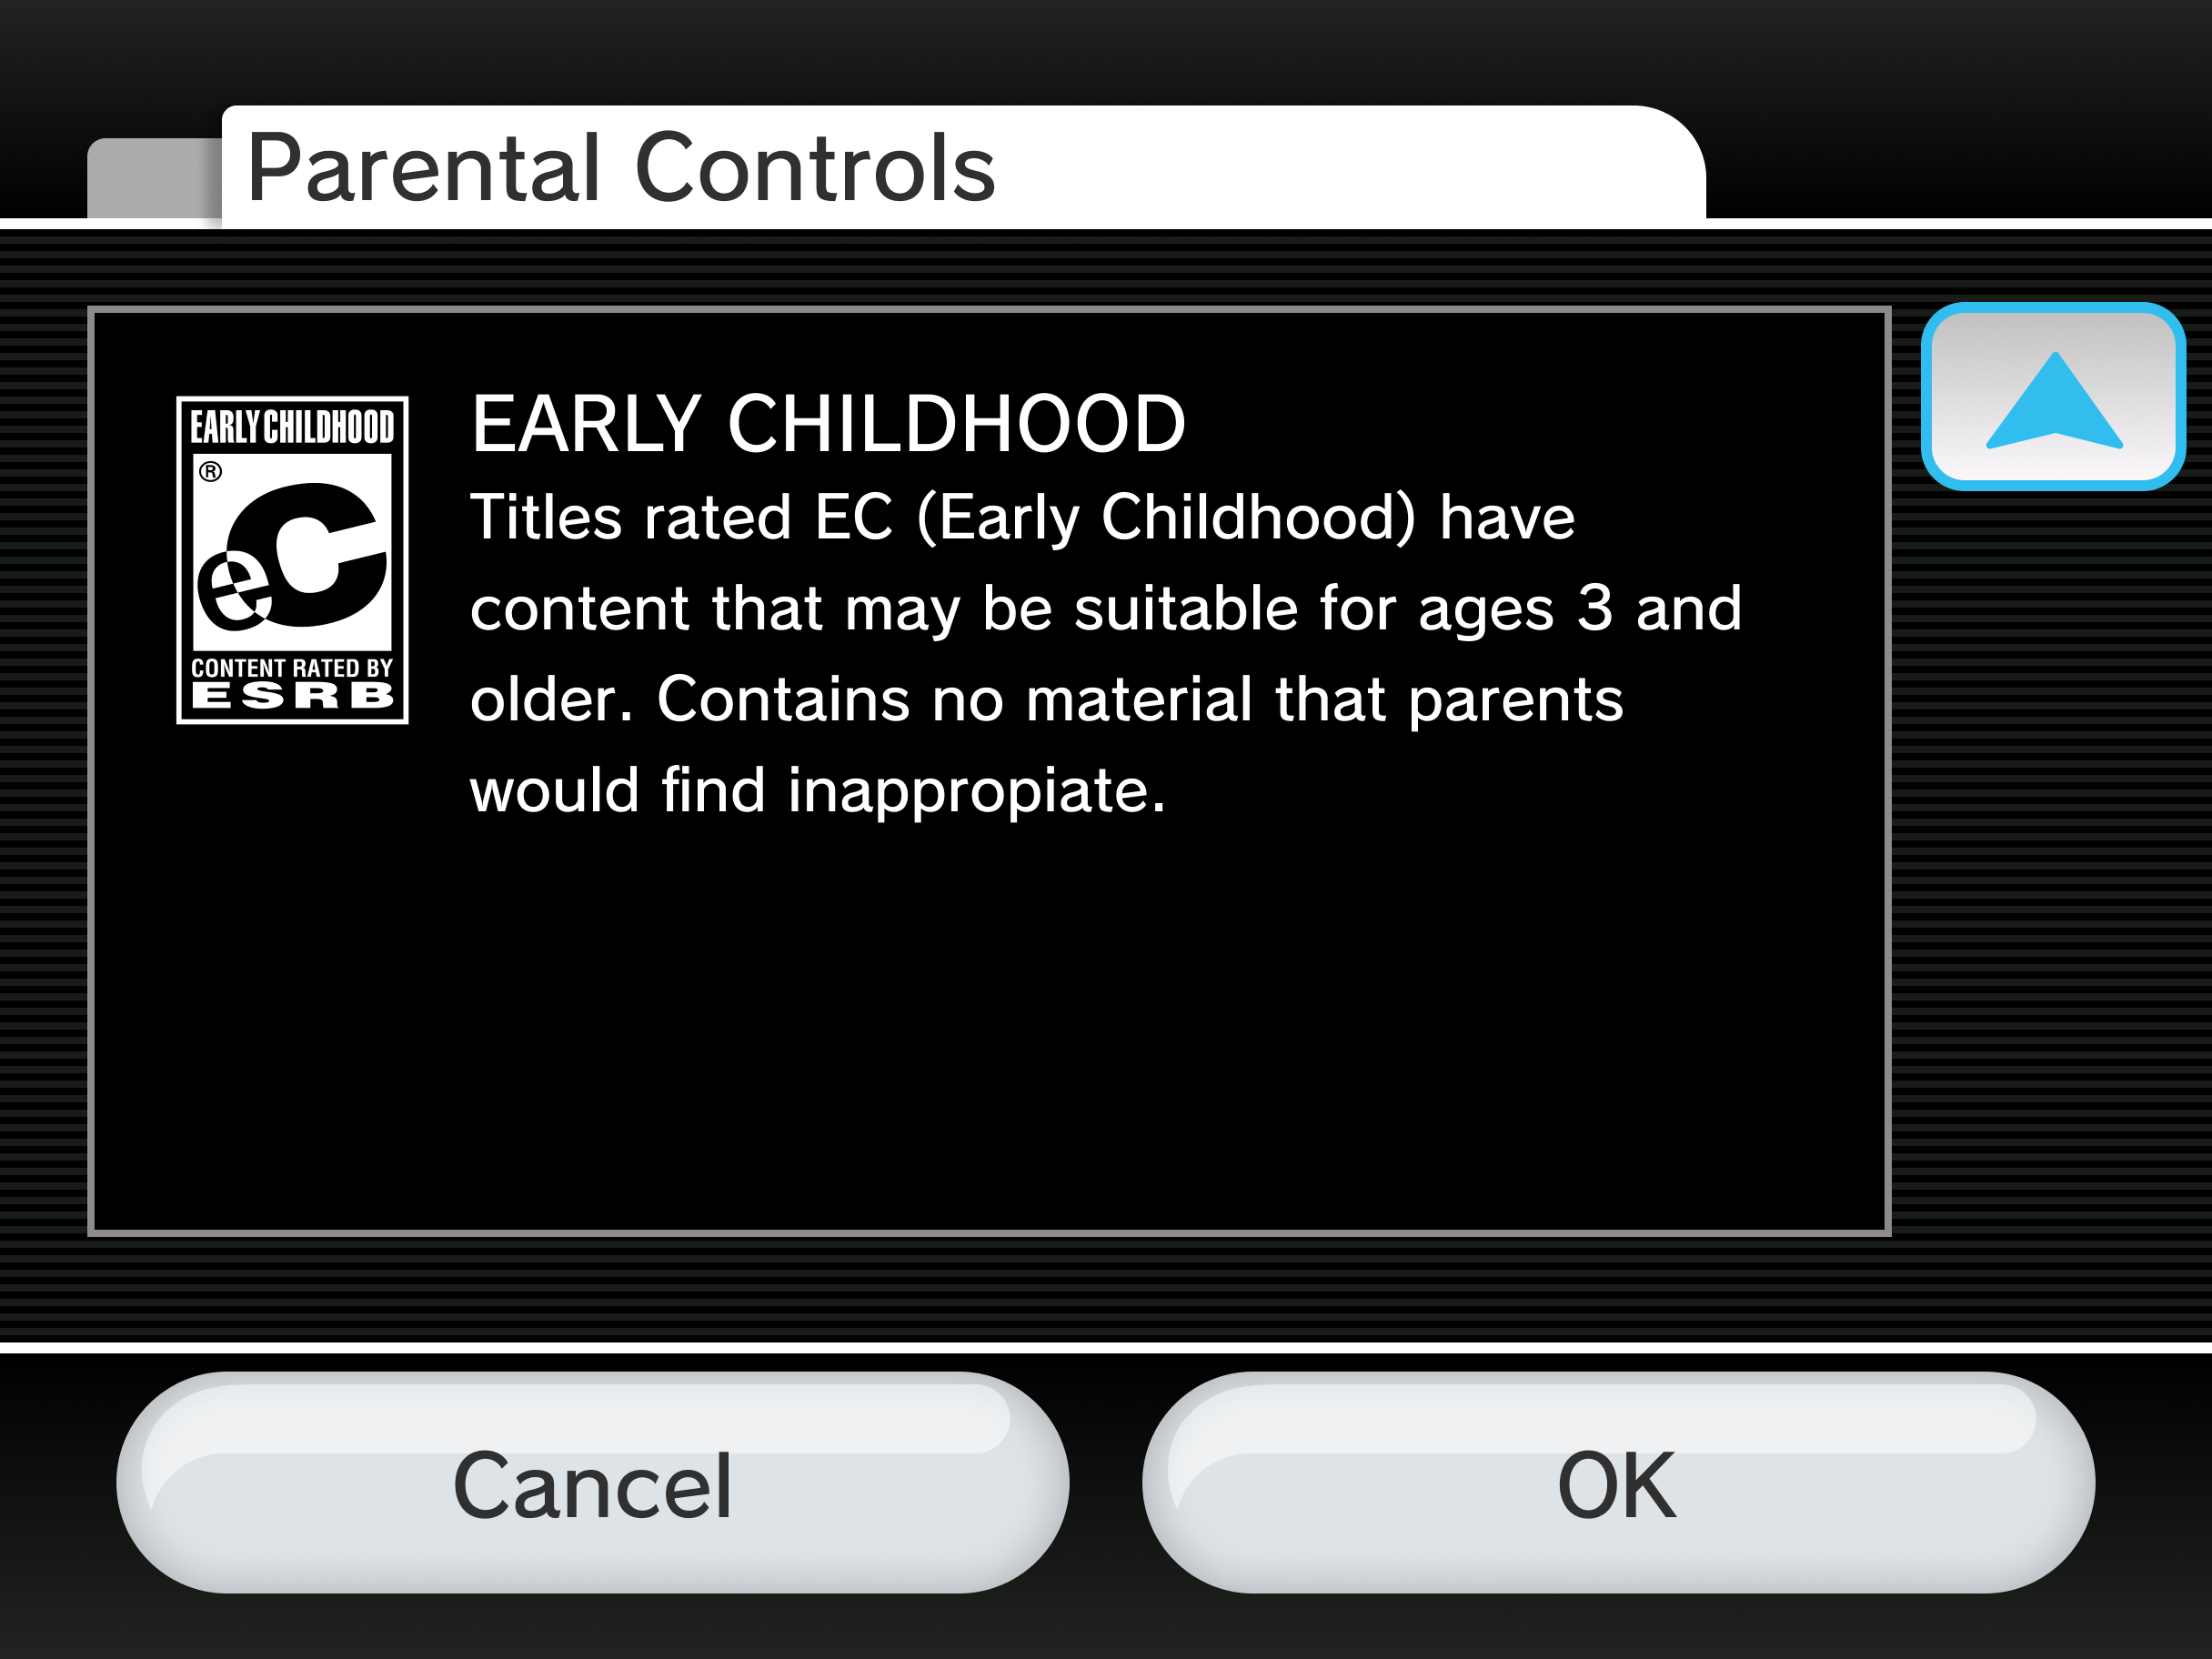 Parental Controls
EARLY CHILDHOOD
®
eC
CONTENT RATED BY
ESRB
EARLY CHILDHOOD
Titles rated EC (Early Childhood) have
content that may be suitable for ages 3 and
older. Contains no material that parents
would find inappropiate.
Cancel
OK